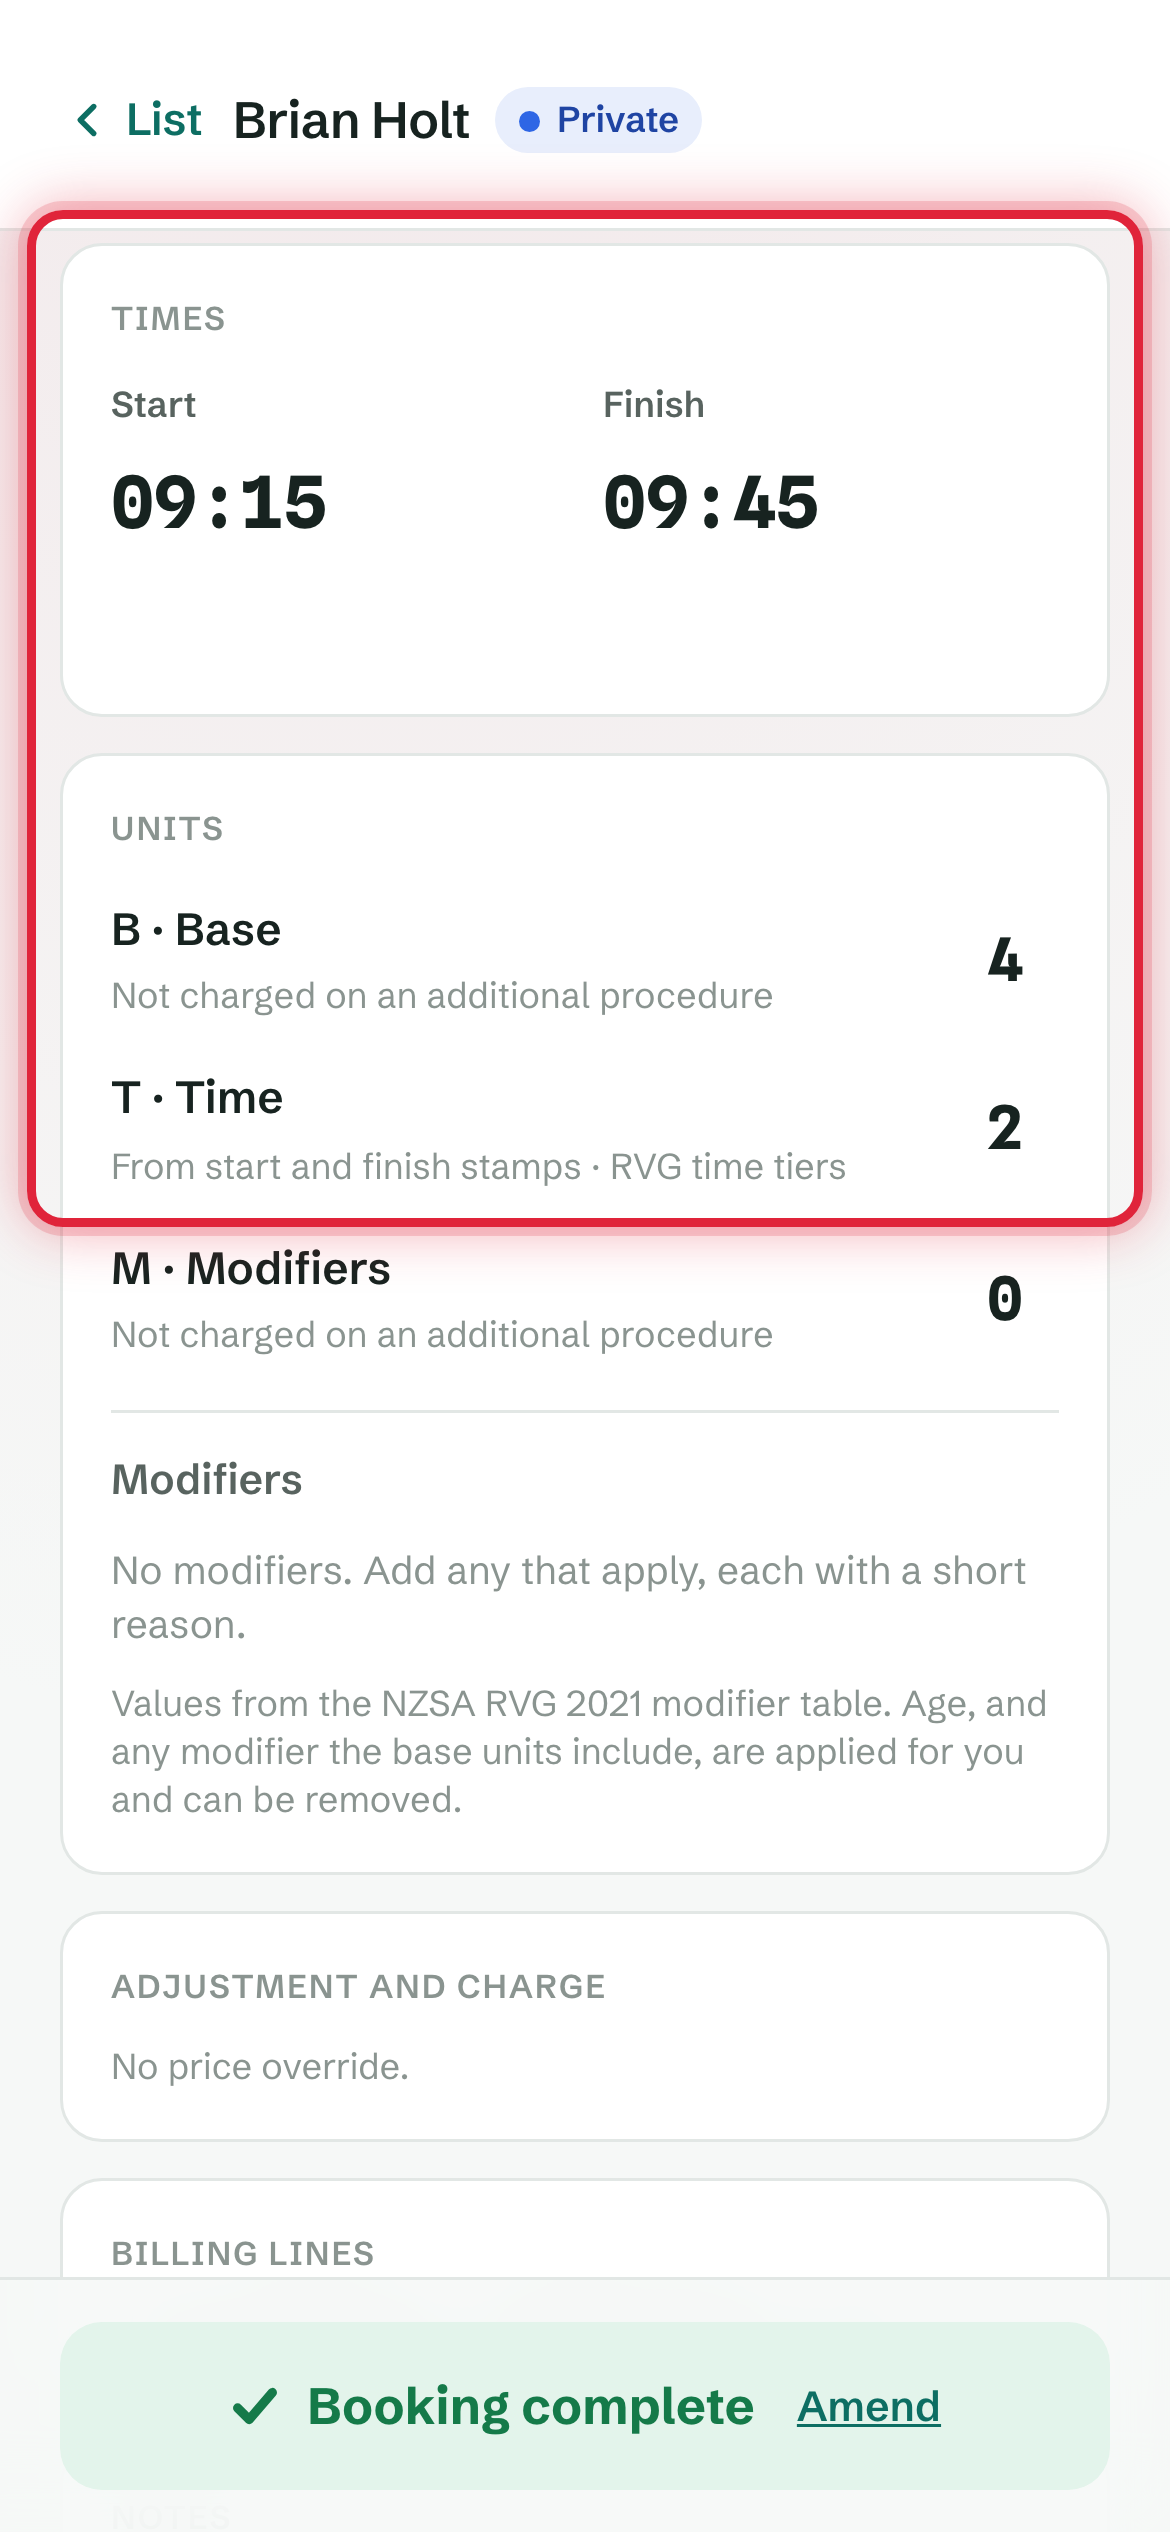 List Brian Holt Private
TIMES
Start Finish
09:15 09:45
UNITS
B · Base
4
Not charged on an additional procedure
T · Time
2
From start and finish stamps · RVG time tiers
M · Modifiers
0
Not charged on an additional procedure
Modifiers
No modifiers. Add any that apply, each with a short
reason.
Values from the NZSA RVG 2021 modifier table. Age, and
any modifier the base units include, are applied for you
and can be removed.
ADJUSTMENT AND CHARGE
No price override.
BILLING LINES
Booking complete Amend
NOTES